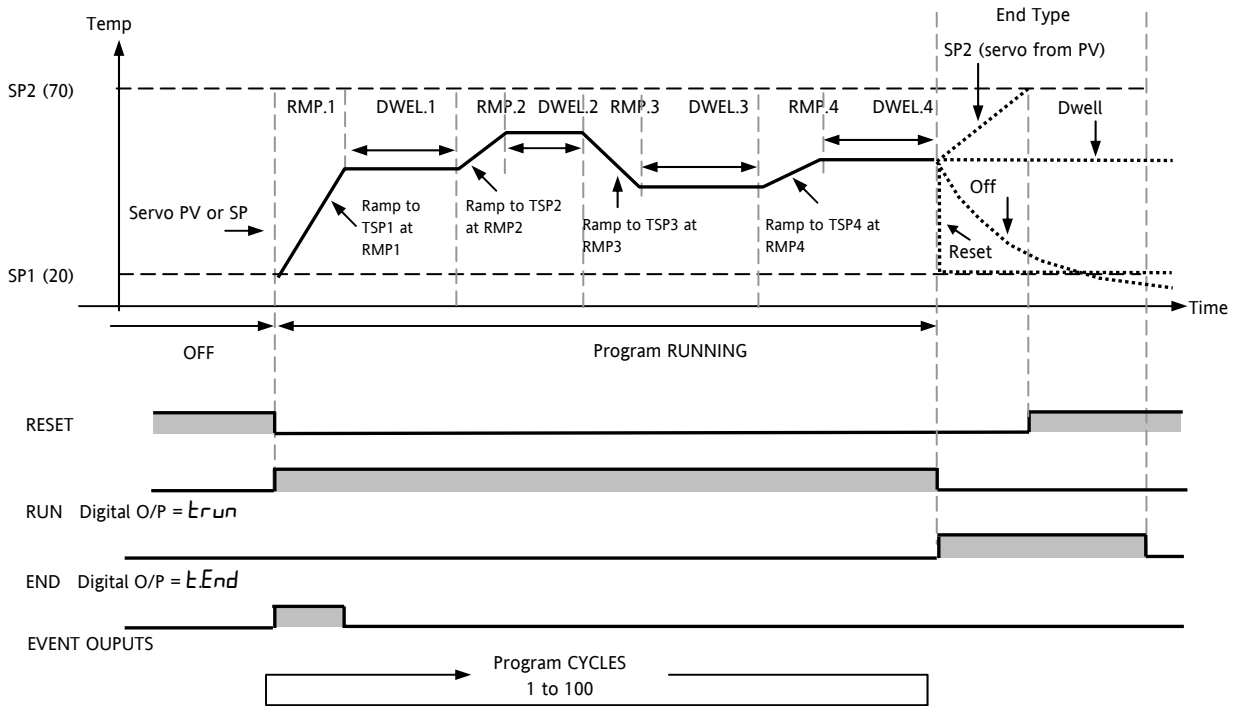 End Type
Temp
SP2 (servo from PV)
SP2 (70)
RMP.1
DWEL.1
RMP.2
DWEL.2
RMP.3
DWEL.3
RMP.4
DWEL.4
Dwell
Off
Servo PV or SP
Ramp to
TSP1 at
RMP1
Ramp to TSP2
at RMP2
Ramp to TSP3 at
RMP3
Ramp to TSP4 at
RMP4
Reset
SP1 (20)
Time
OFF
Program RUNNING
RESET
RUN Digital O/P = trun
END Digital O/P = t.End
EVENT OUPUTS
Program CYCLES
1 to 100